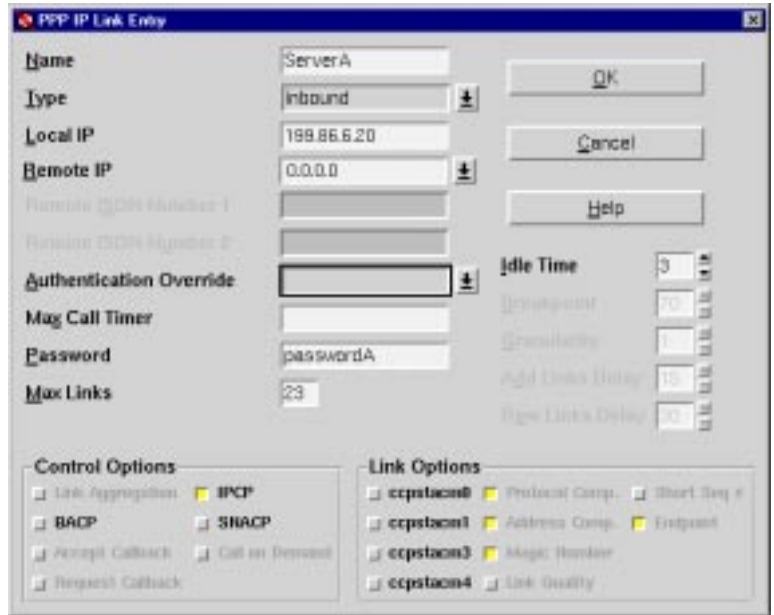 PPP IP Link Entry
Name ServerA
Type Inbound
Local IP 199.86.6.20
Remote IP 0.0.0.0
Remote ISDN Number 1
Remote ISDN Number 2
Authentication Override
Max Call Timer
Password passwordA
Max Links 23
OK
Cancel
Help
Idle Time 3
Breakpoint 70
Granularity 1
Add Links Delay 15
Drop Links Delay 30
Control Options
Link Aggregation IPCP
BACP SNACP
Accept Callback Call on Demand
Request Callback
Link Options
ccpstacm0 Protocol Comp. Short Seq #
ccpstacm1 Address Comp. Endpoint
ccpstacm3 Magic Number
ccpstacm4 Link Quality